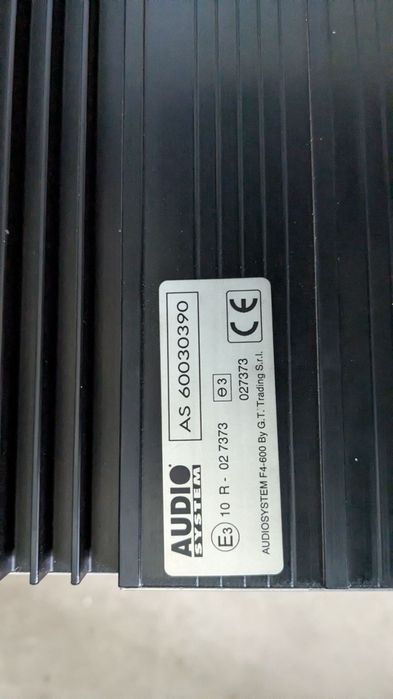 AUDIO
SYSTEM
AS 60030390
E3 10 R - 02 7373 e3
027373
AUDIOSYSTEM F4-600 By G.T. Trading S.r.l.
CE